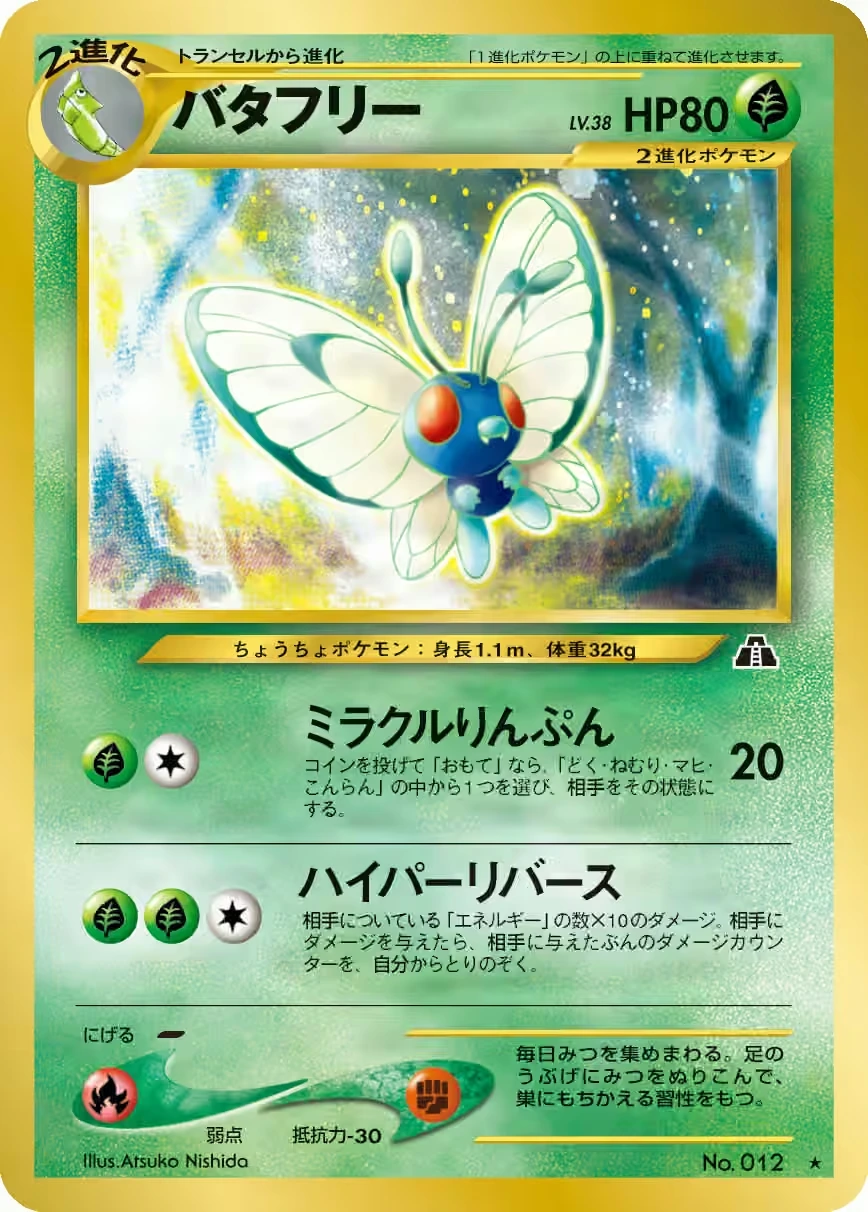 2進化
トランセルから進化
「1進化ポケモン」の上に重ねて進化させます。
バタフリー
LV.38 HP80
2進化ポケモン
ちょうちょポケモン：身長1.1m、体重32kg
ミラクルりんぷん
20
コインを投げて「おもて」なら、「どく・ねむり・マヒ・
こんらん」の中から1つを選び、相手をその状態に
する。
ハイパーリバース
相手についている「エネルギー」の数×10のダメージ。相手に
ダメージを与えたら、相手に与えたぶんのダメージカウン
ターを、自分からとりのぞく。
にげる
弱点
抵抗力-30
毎日みつを集めまわる。足の
うぶげにみつをぬりこんで、
巣にもちかえる習性をもつ。
Illus.Atsuko Nishida
No. 012 ★